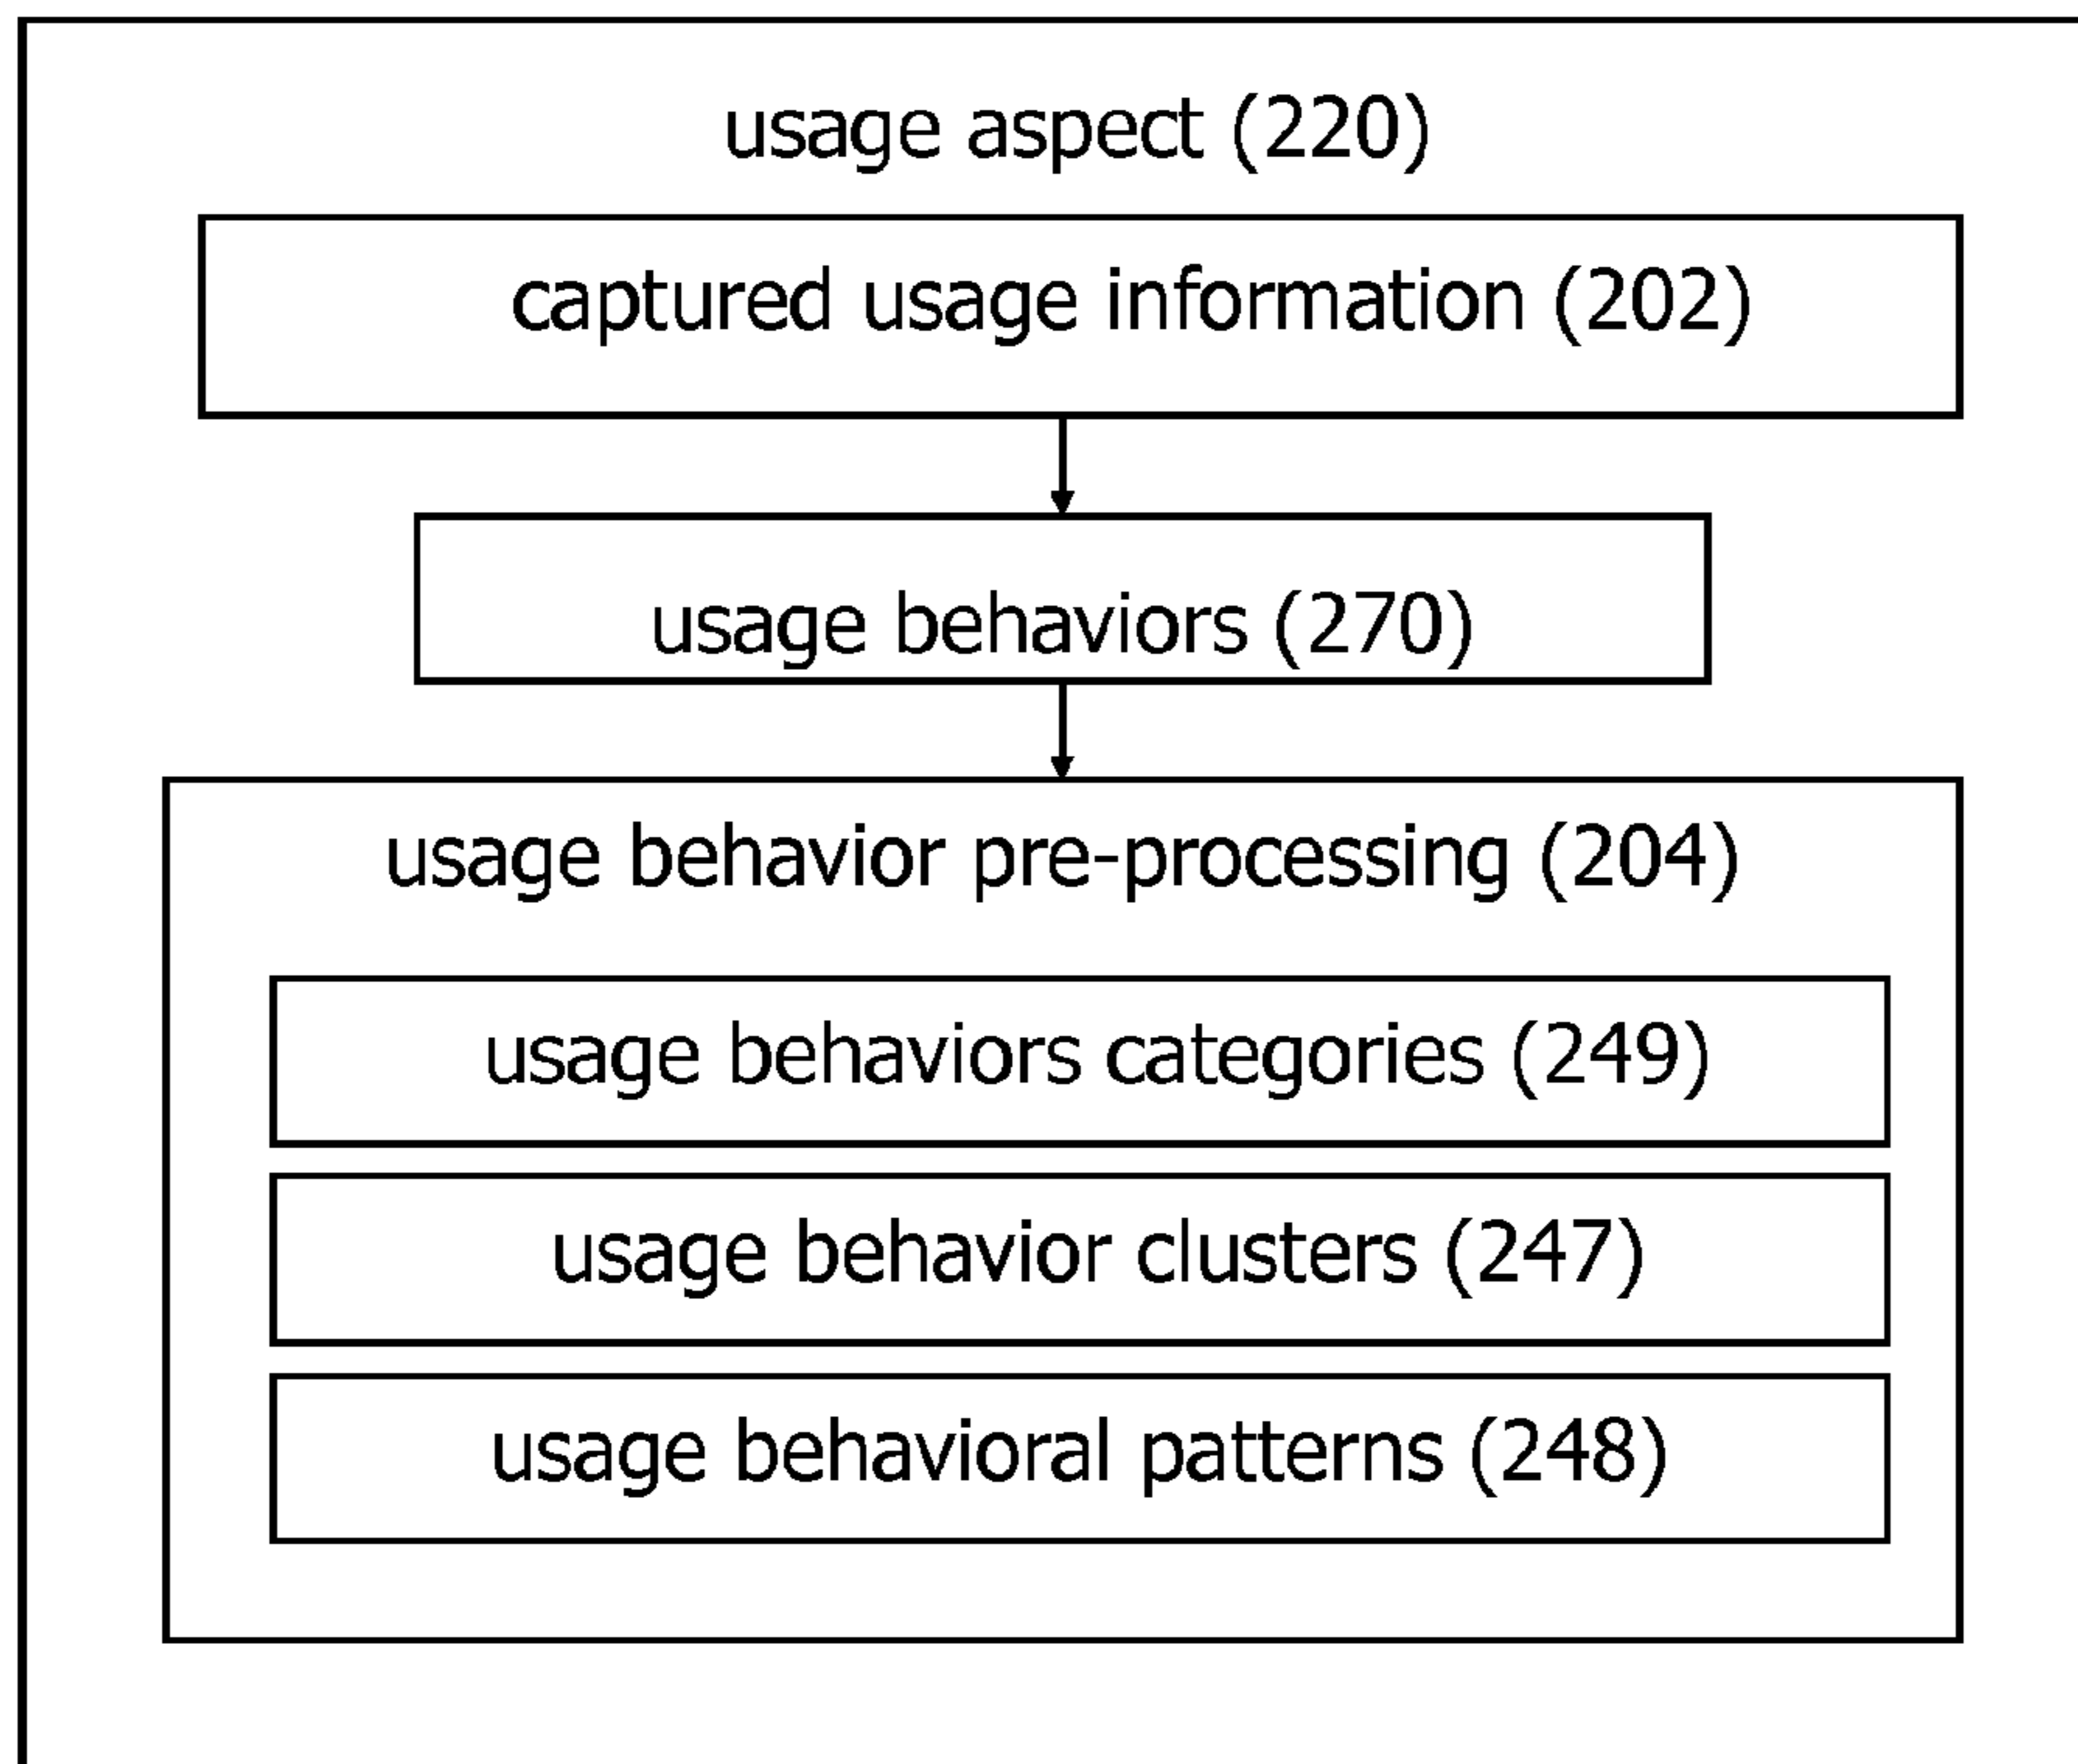 usage aspect (220)
captured usage information (202)
usage behaviors (270)
usage behavior pre-processing (204)
usage behaviors categories (249)
usage behavior clusters (247)
usage behavioral patterns (248)